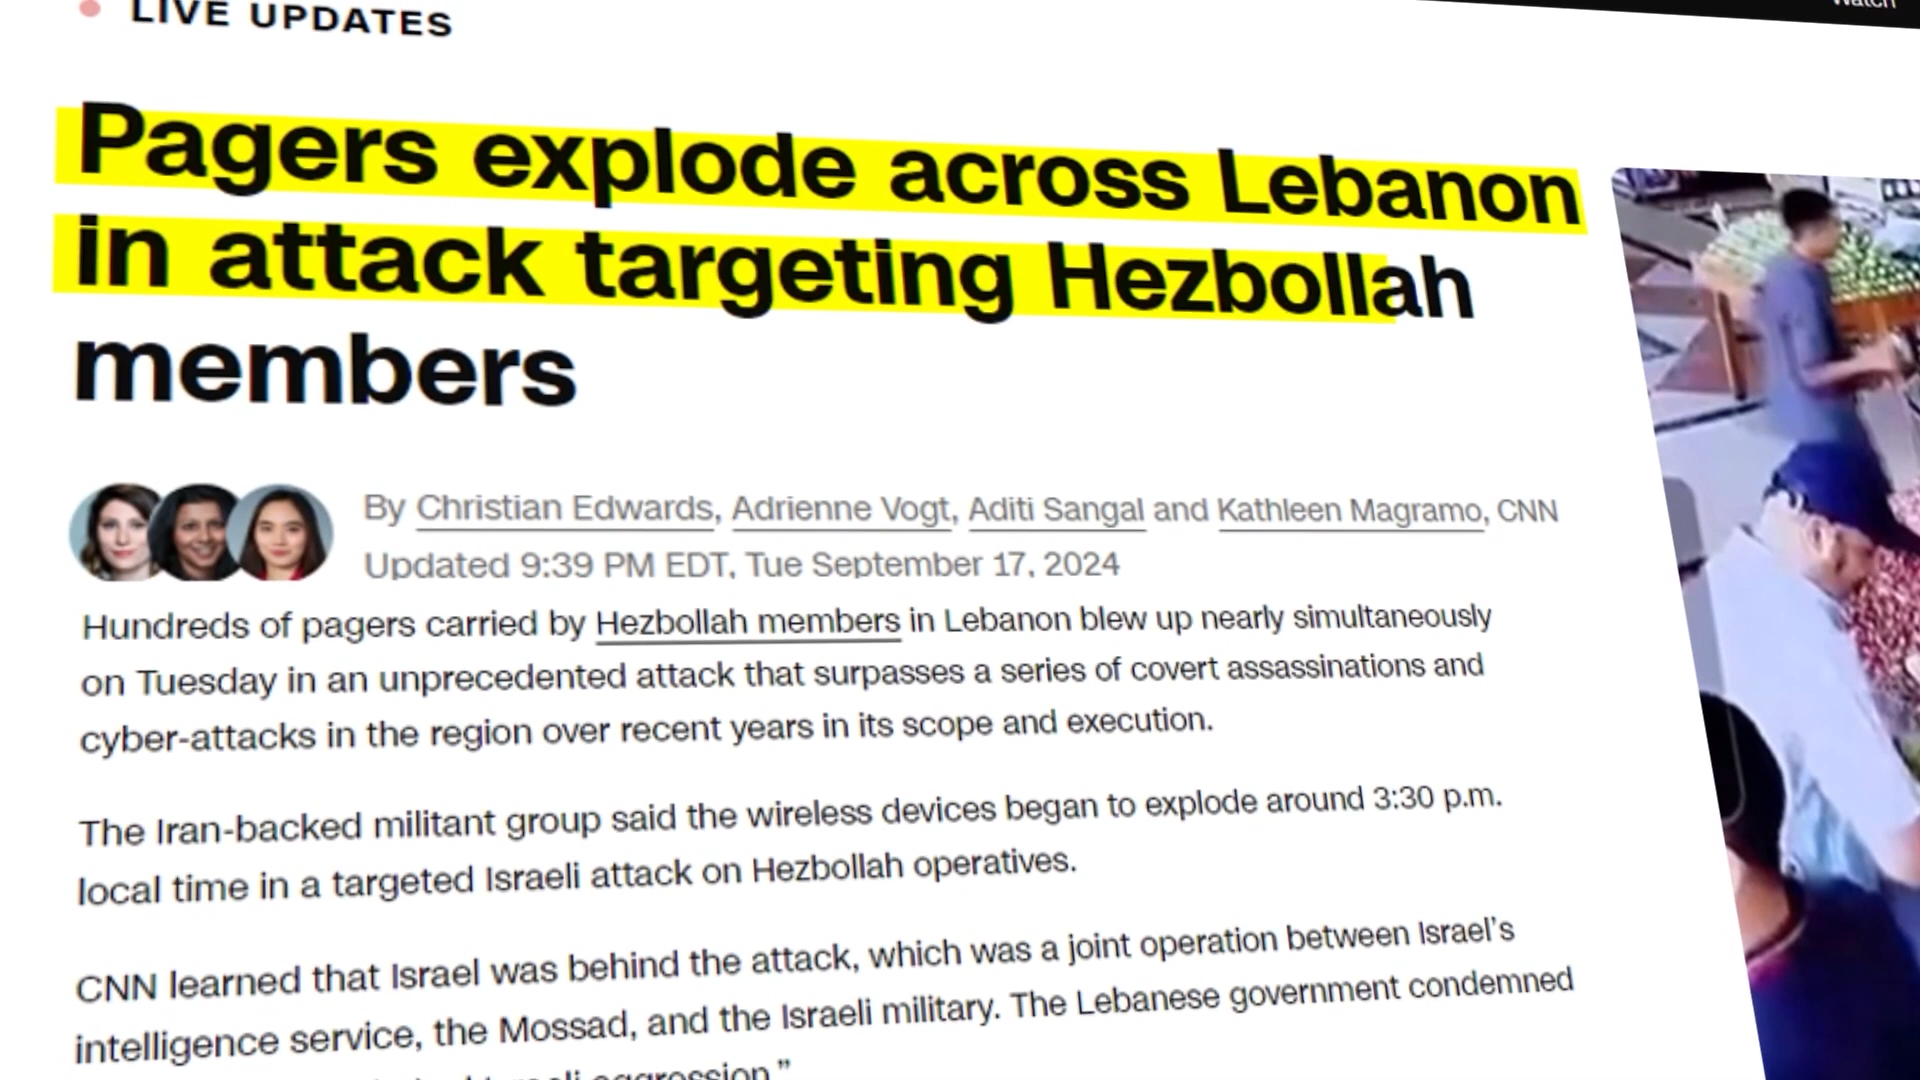 Watch
LIVE UPDATES
Pagers explode across Lebanon
in attack targeting Hezbollah
members
By Christian Edwards, Adrienne Vogt, Aditi Sangal and Kathleen Magramo, CNN
Updated 9:39 PM EDT, Tue September 17, 2024
Hundreds of pagers carried by Hezbollah members in Lebanon blew up nearly simultaneously
on Tuesday in an unprecedented attack that surpasses a series of covert assassinations and
cyber-attacks in the region over recent years in its scope and execution.
The Iran-backed militant group said the wireless devices began to explode around 3:30 p.m.
local time in a targeted Israeli attack on Hezbollah operatives.
CNN learned that Israel was behind the attack, which was a joint operation between Israel's
intelligence service, the Mossad, and the Israeli military. The Lebanese government condemned
Israeli aggression."